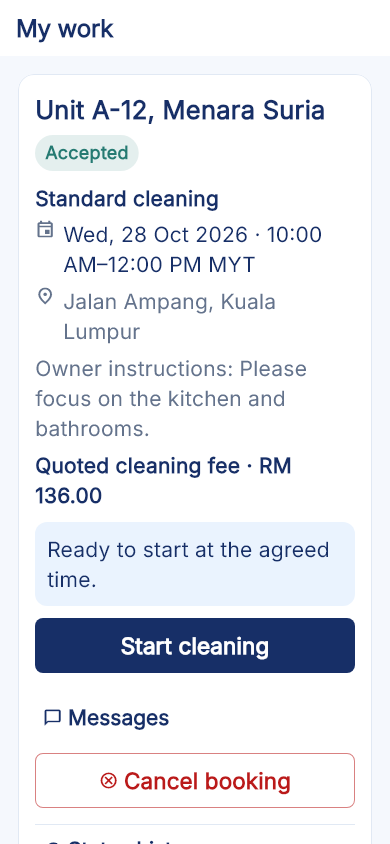 My work
Unit A-12, Menara Suria
Accepted
Standard cleaning
Wed, 28 Oct 2026 · 10:00
AM–12:00 PM MYT
Jalan Ampang, Kuala
Lumpur
Owner instructions: Please
focus on the kitchen and
bathrooms.
Quoted cleaning fee · RM
136.00
Ready to start at the agreed
time.
Start cleaning
Messages
Cancel booking